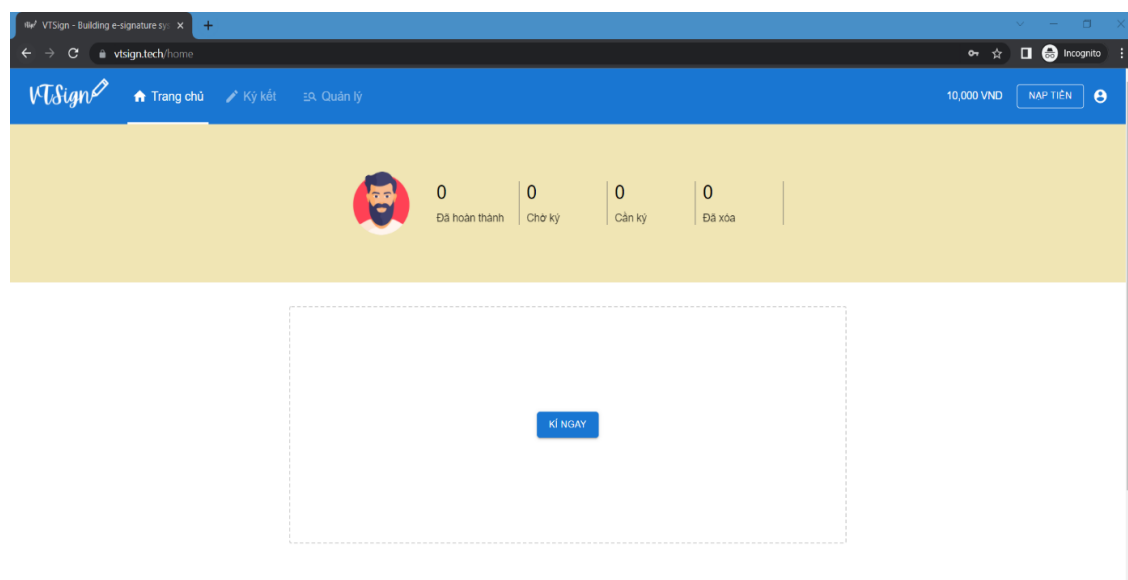 VTSign - Building e-signature sys
vtsign.tech/home
Incognito
VTSign
Trang chủ
Ký kết
Quản lý
10,000 VND
NẠP TIỀN
0
0
0
0
Đã hoàn thành
Chờ ký
Cần ký
Đã xóa
KÍ NGAY